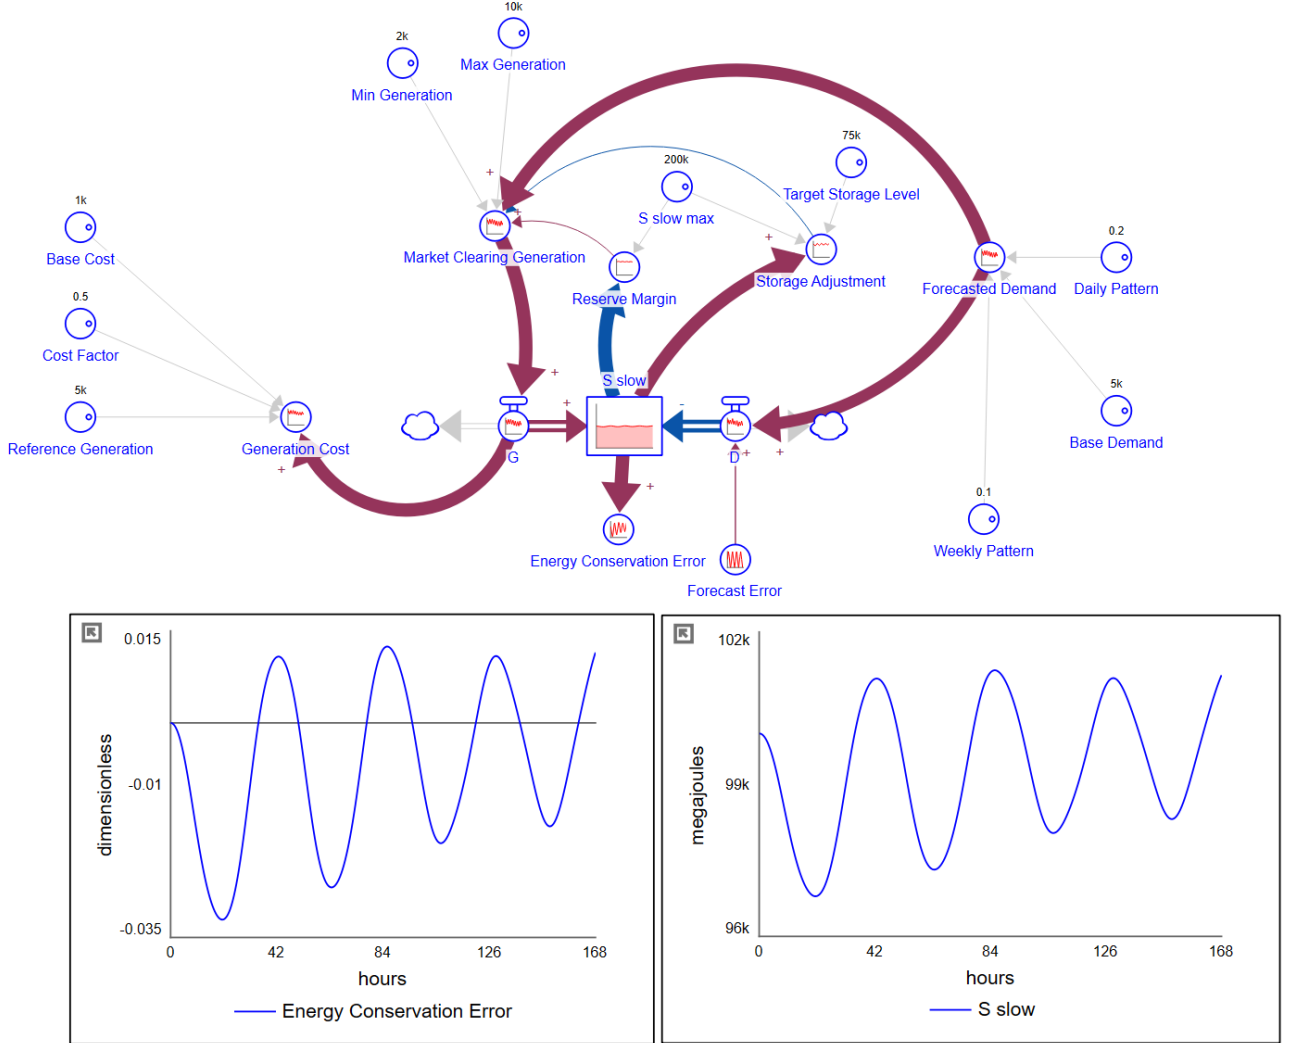 10k
Max Generation
2k
Min Generation
75k
Target Storage Level
200k
S slow max
1k
Base Cost
+
+
Market Clearing Generation
+
Storage Adjustment
Reserve Margin
0.2
Forecasted Demand
Daily Pattern
0.5
Cost Factor
5k
Reference Generation
Generation Cost
+
+
+
S slow
-
G
D
+
+
5k
Base Demand
+
Energy Conservation Error
Forecast Error
0.1
Weekly Pattern
0.015
-0.01
-0.035
dimensionless
0
42
84
126
168
hours
Energy Conservation Error
102k
99k
96k
megajoules
0
42
84
126
168
hours
S slow